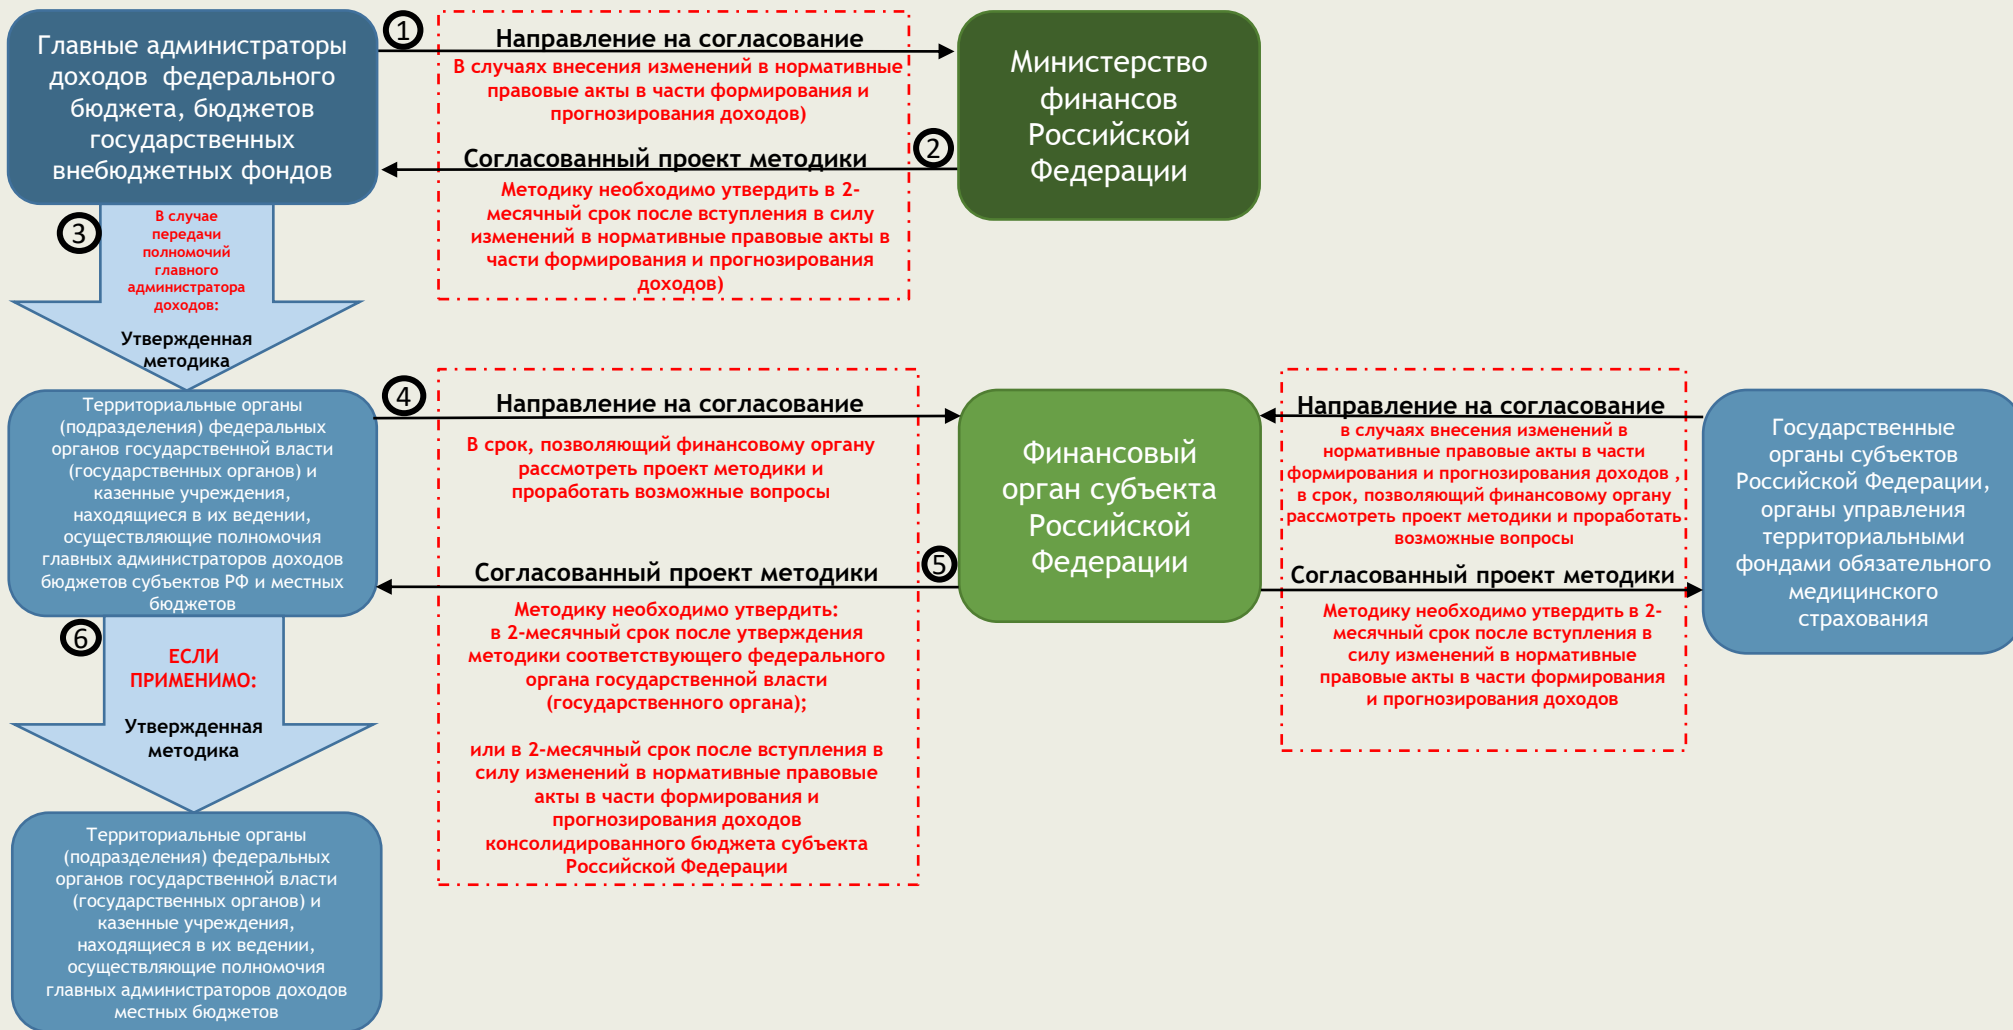 Главные администраторы
доходов федерального
бюджета, бюджетов
государственных
внебюджетных фондов
1
Направление на согласование
В случаях внесения изменений в нормативные
правовые акты в части формирования и
прогнозирования доходов)
2
Согласованный проект методики
Методику необходимо утвердить в 2-
месячный срок после вступления в силу
изменений в нормативные правовые акты в
части формирования и прогнозирования
доходов)
Министерство
финансов
Российской
Федерации
3
В случае
передачи
полномочий
главного
администратора
доходов:
Утвержденная
методика
Территориальные органы
(подразделения) федеральных
органов государственной власти
(государственных органов) и
казенные учреждения,
находящиеся в их ведении,
осуществляющие полномочия
главных администраторов доходов
бюджетов субъектов РФ и местных
бюджетов
4
Направление на согласование
В срок, позволяющий финансовому органу
рассмотреть проект методики и
проработать возможные вопросы
5
Согласованный проект методики
Методику необходимо утвердить:
в 2-месячный срок после утверждения
методики соответствующего федерального
органа государственной власти
(государственного органа);
или в 2-месячный срок после вступления в
силу изменений в нормативные правовые
акты в части формирования и
прогнозирования доходов
консолидированного бюджета субъекта
Российской Федерации
Финансовый
орган субъекта
Российской
Федерации
Направление на согласование
в случаях внесения изменений в
нормативные правовые акты в части
формирования и прогнозирования доходов ,
в срок, позволяющий финансовому органу
рассмотреть проект методики и проработать
возможные вопросы
Согласованный проект методики
Методику необходимо утвердить в 2-
месячный срок после вступления в
силу изменений в нормативные
правовые акты в части формирования
и прогнозирования доходов
Государственные
органы субъектов
Российской Федерации,
органы управления
территориальными
фондами обязательного
медицинского
страхования
6
ЕСЛИ
ПРИМЕНИМО:
Утвержденная
методика
Территориальные органы
(подразделения) федеральных
органов государственной власти
(государственных органов) и
казенные учреждения,
находящиеся в их ведении,
осуществляющие полномочия
главных администраторов доходов
местных бюджетов